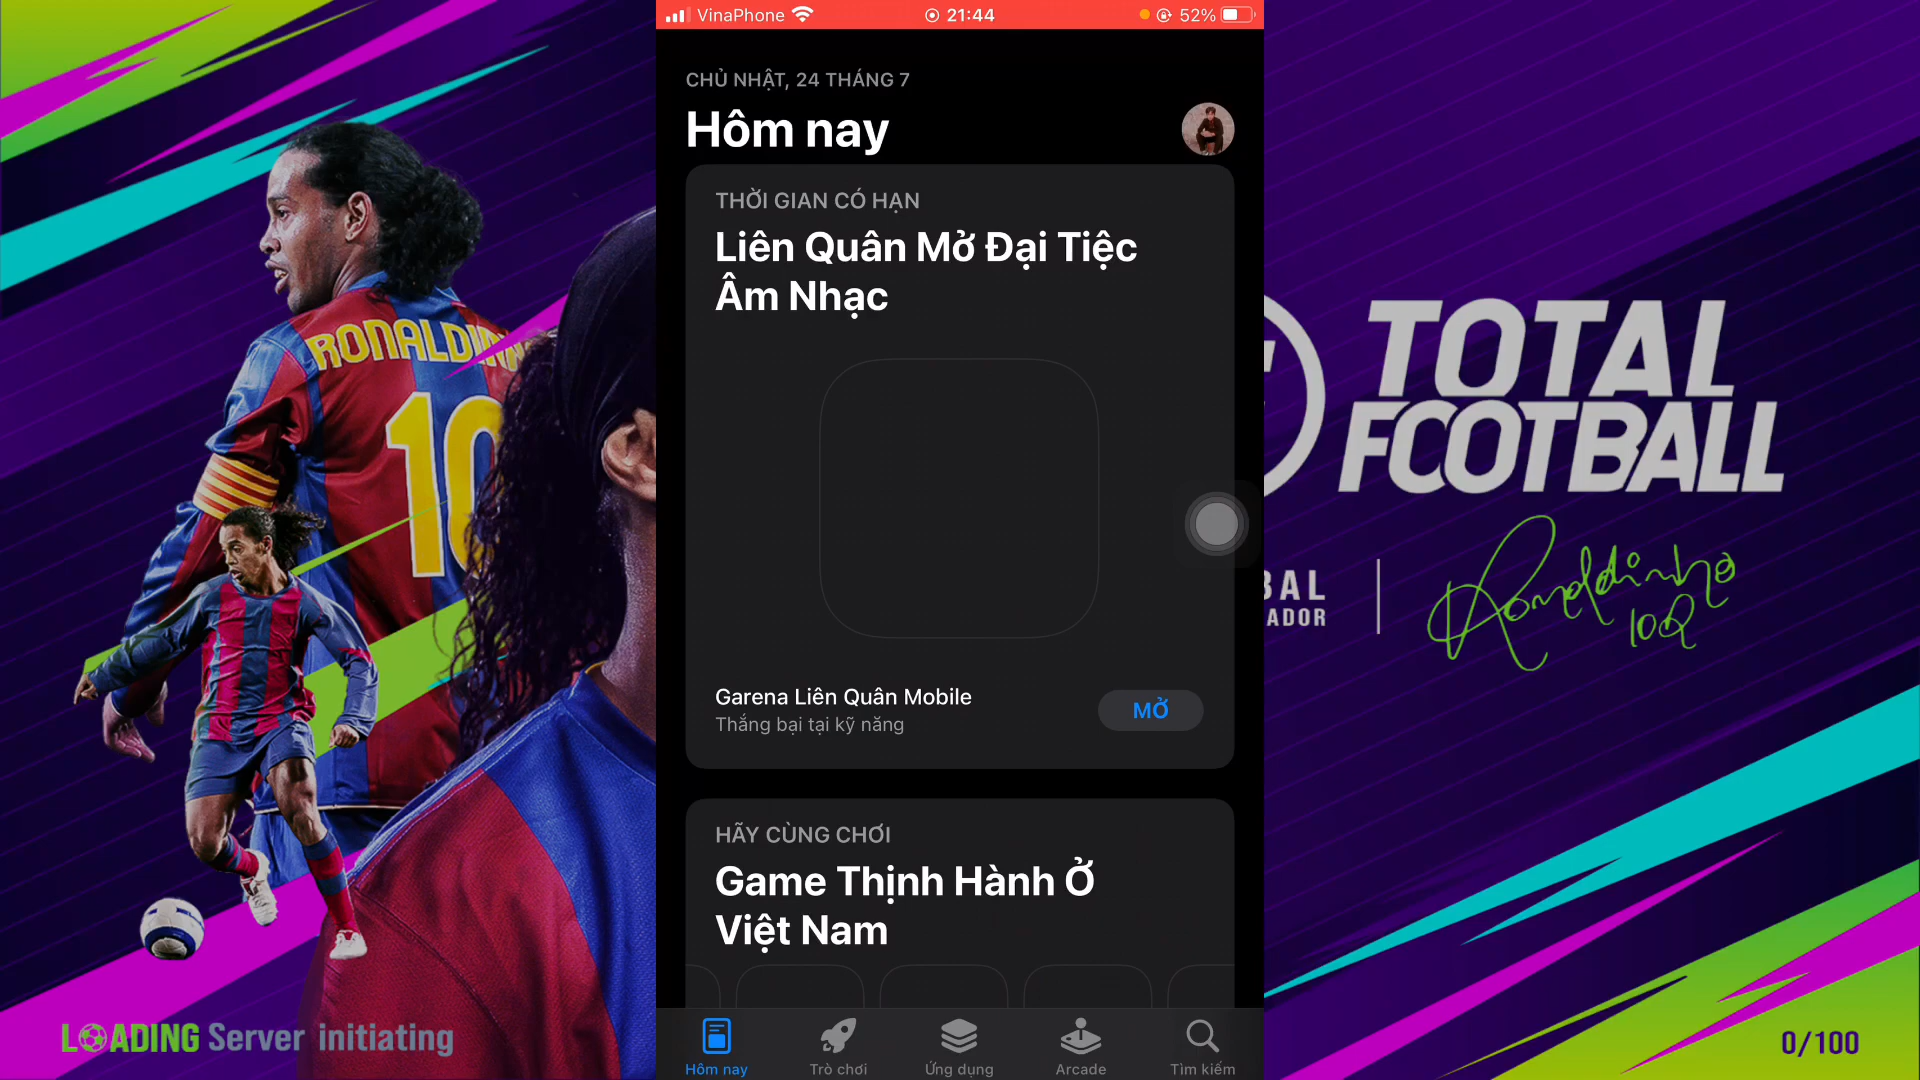 VinaPhone
21:44
52%
CHỦ NHẬT, 24 THÁNG 7
Hôm nay
THỜI GIAN CÓ HẠN
Liên Quân Mở Đại Tiệc
Âm Nhạc
Garena Liên Quân Mobile
Thắng bại tại kỹ năng
MỞ
HÃY CÙNG CHƠI
Game Thịnh Hành Ở
Việt Nam
Hôm nay
Trò chơi
Ứng dụng
Arcade
Tìm kiếm
RONALDIN
10
TOTAL
FOOTBALL
BAL
ADOR
Ronaldinho
10R
LOADING Server initiating
0/100